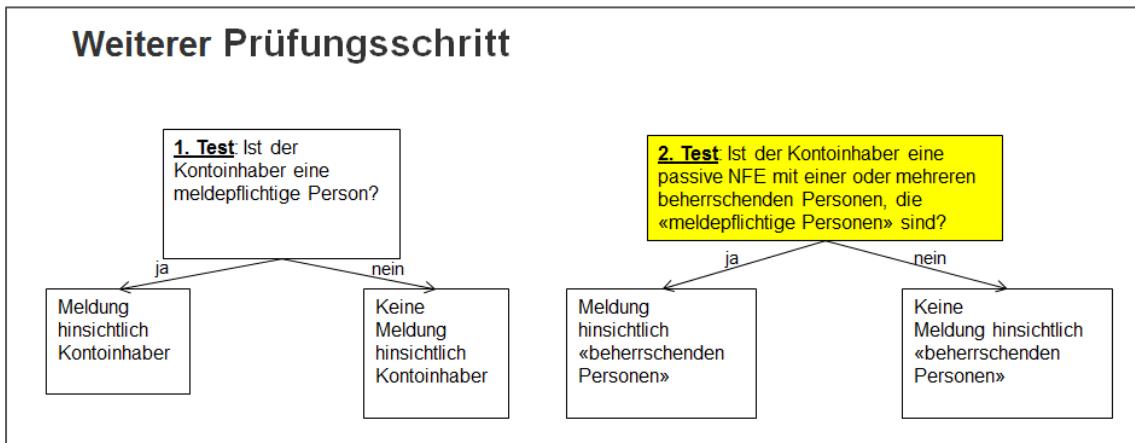 Weiterer Prüfungsschritt
1. Test: Ist der
Kontoinhaber eine
meldepflichtige Person?
ja
nein
Meldung
hinsichtlich
Kontoinhaber
Keine
Meldung
hinsichtlich
Kontoinhaber
2. Test: Ist der Kontoinhaber eine
passive NFE mit einer oder mehreren
beherrschenden Personen, die
«meldepflichtige Personen» sind?
ja
nein
Meldung
hinsichtlich
«beherrschenden
Personen»
Keine
Meldung hinsichtlich
«beherrschenden
Personen»